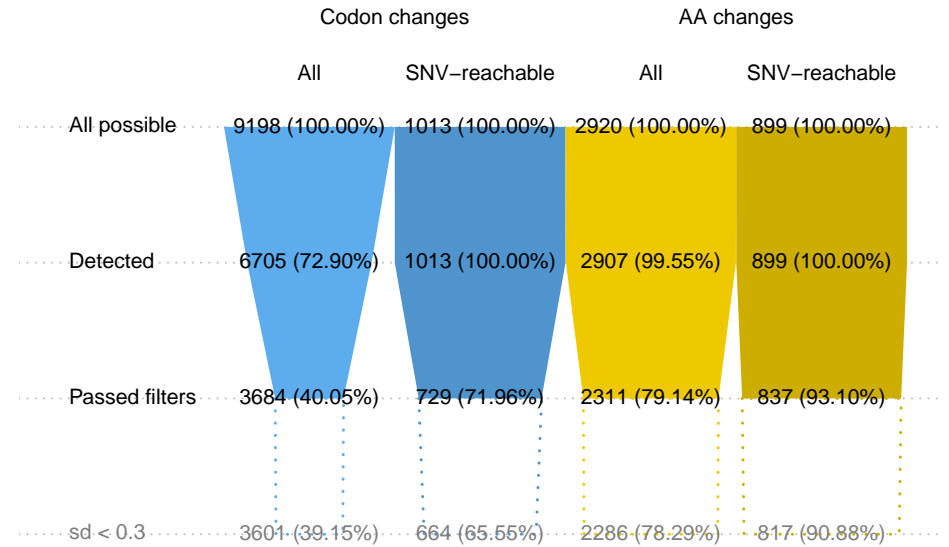 Codon changes AA changes
All SNV−reachable All SNV−reachable
All possible 9198 (100.00%) 1013 (100.00%) 2920 (100.00%) 899 (100.00%)
Detected 6705 (72.90%) 1013 (100.00%) 2907 (99.55%) 899 (100.00%)
Passed filters 3684 (40.05%) 729 (71.96%) 2311 (79.14%) 837 (93.10%)
sd < 0.3 3601 (39.15%) 664 (65.55%) 2286 (78.29%) 817 (90.88%)